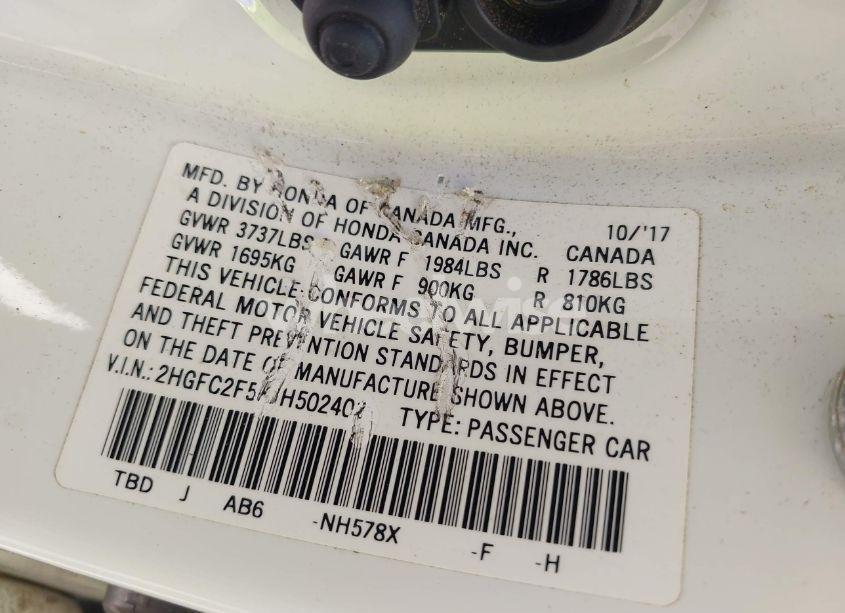 MFD. BY HONDA OF CANADA MFG., 10/'17
A DIVISION OF HONDA CANADA INC. CANADA
GVWR 3737LBS GAWR F 1984LBS R 1786LBS
GVWR 1695KG GAWR F 900KG R 810KG
THIS VEHICLE CONFORMS TO ALL APPLICABLE
FEDERAL MOTOR VEHICLE SAFETY, BUMPER,
AND THEFT PREVENTION STANDARDS IN EFFECT
ON THE DATE OF MANUFACTURE SHOWN ABOVE.
V.I.N.: TYPE: PASSENGER CAR
TBD J AB6 -NH578X -F -H